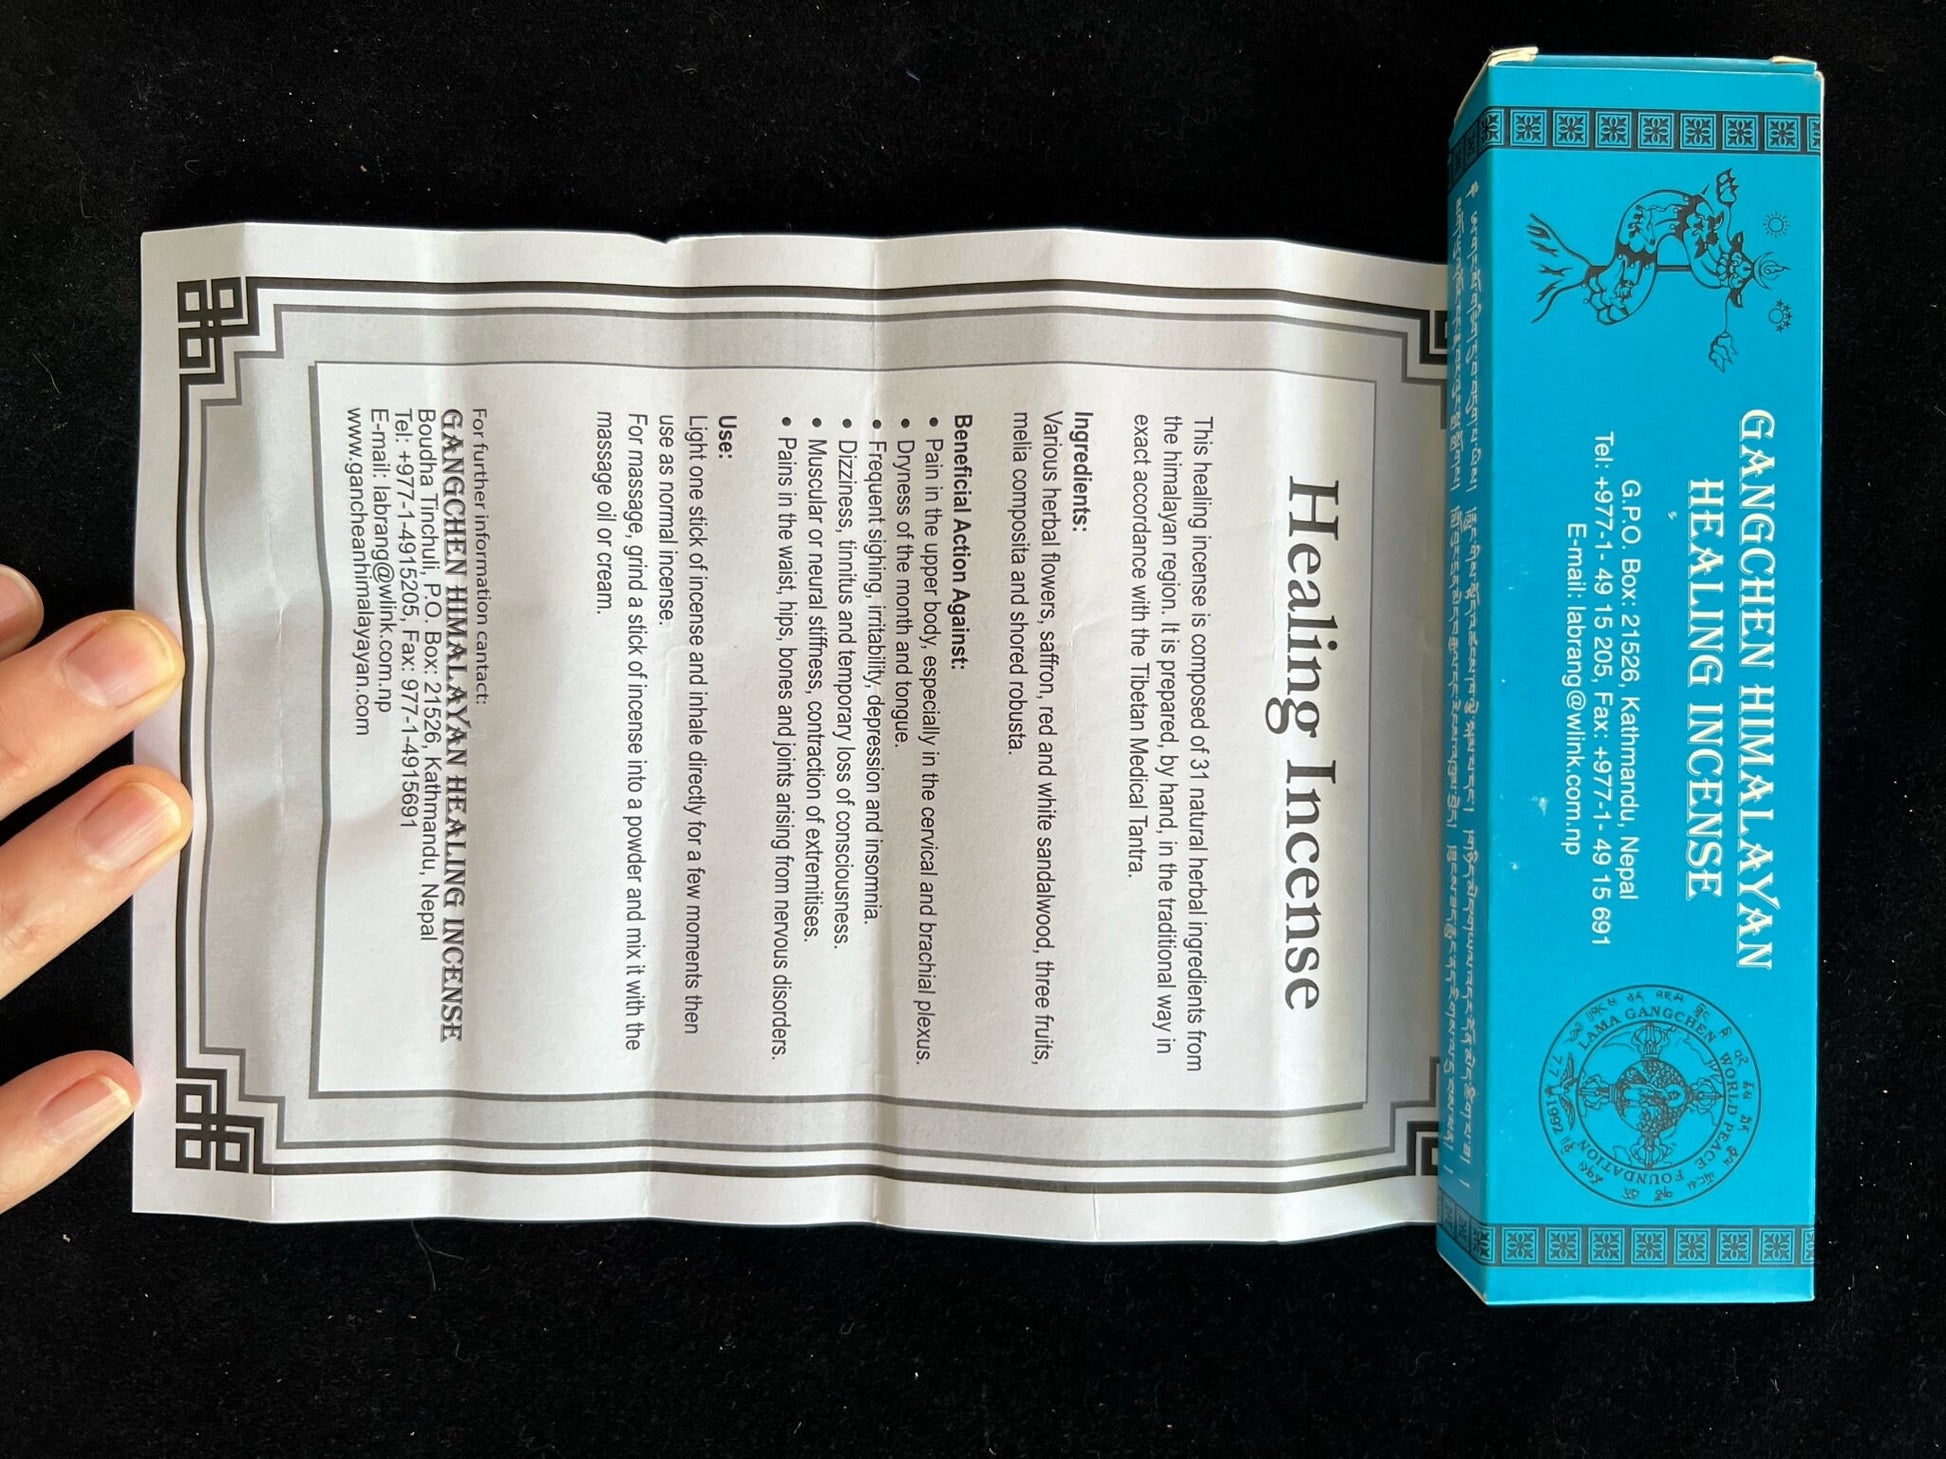 GANGCHEN HIMALAYAN
HEALING INCENSE
G.P.O. Box: 21526, Kathmandu, Nepal
Tel: +977-1- 49 15 205, Fax: +977-1- 49 15 691
E-mail: labrang@wlink.com.np
LAMA GANGCHEN WORLD PEACE FOUNDATION
7.7.1992
Healing Incense
This healing incense is composed of 31 natural herbal ingredients from
the himalayan region. It is prepared, by hand, in the traditional way in
exact accordance with the Tibetan Medical Tantra.
Ingredients:
Various herbal flowers, saffron, red and white sandalwood, three fruits,
melia composita and shored robusta.
Beneficial Action Against:
• Pain in the upper body, especially in the cervical and brachial plexus.
• Dryness of the month and tongue.
• Frequent sighing, irritability, depression and insomnia.
• Dizziness, tinnitus and temporary loss of consciousness.
• Muscular or neural stiffness, contraction of extremitises.
• Pains in the waist, hips, bones and joints arising from nervous disorders.
Use:
Light one stick of incense and inhale directly for a few moments then
use as normal incense.
For massage, grind a stick of incense into a powder and mix it with the
massage oil or cream.
For further information cantact:
GANGCHEN HIMALAYAN HEALING INCENSE
Boudha Tinchuli, P.O. Box: 21526, Kathmandu, Nepal
Tel: +977-1-4915205, Fax: 977-1-4915691
E-mail: labrang@wlink.com.np
www.gancheanhimalayayan.com